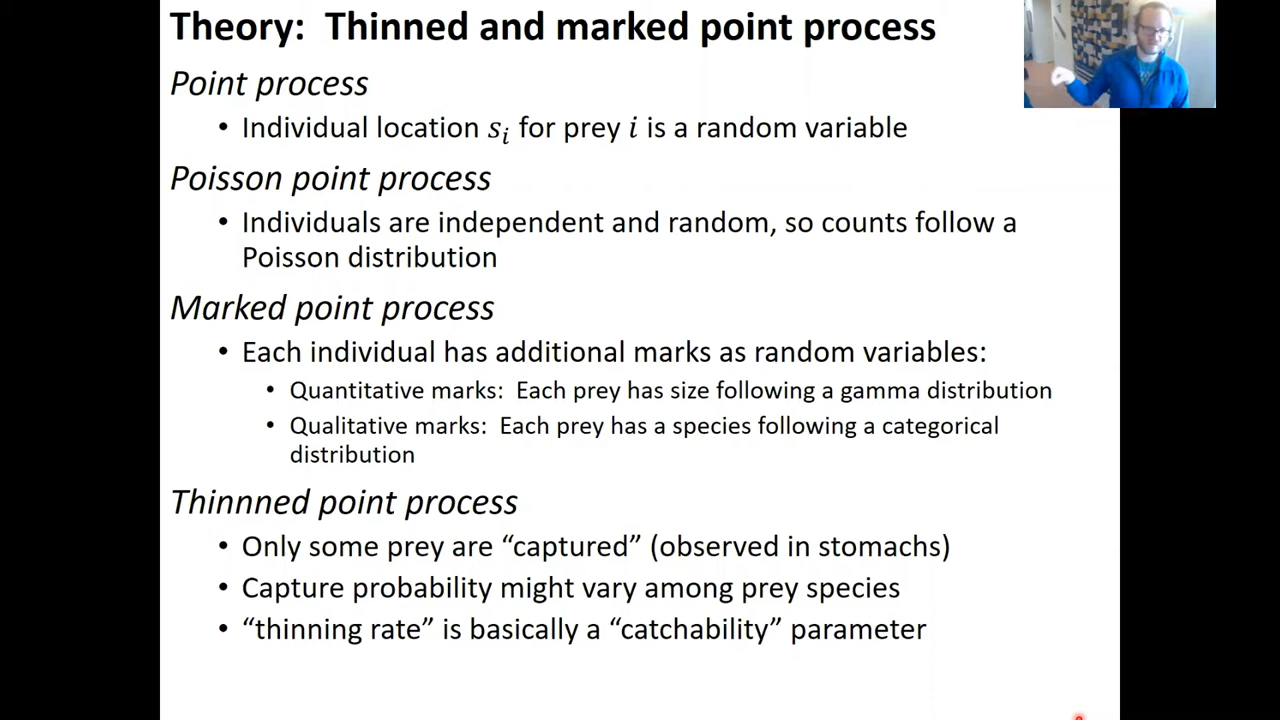 Theory:  Thinned and marked point process
Point process
• Individual location sᵢ for prey i is a random variable
Poisson point process
• Individuals are independent and random, so counts follow a
Poisson distribution
Marked point process
• Each individual has additional marks as random variables:
• Quantitative marks:  Each prey has size following a gamma distribution
• Qualitative marks:  Each prey has a species following a categorical
distribution
Thinnned point process
• Only some prey are “captured” (observed in stomachs)
• Capture probability might vary among prey species
• “thinning rate” is basically a “catchability” parameter